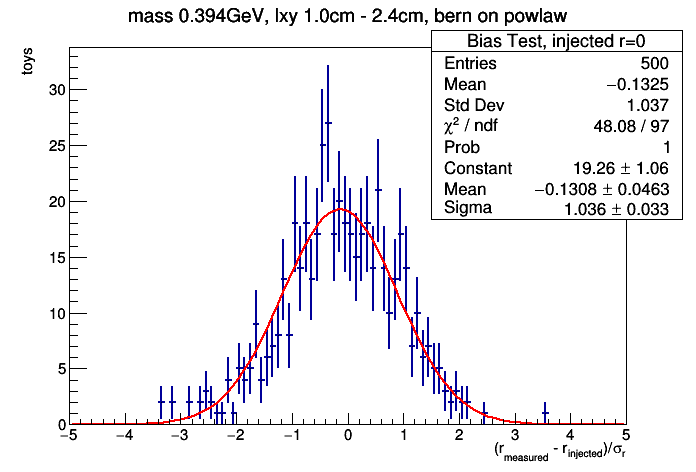 mass 0.394GeV, lxy 1.0cm - 2.4cm, bern on powlaw
Bias Test, injected r=0
Entries 500
Mean −0.1325
Std Dev 1.037
χ² / ndf 48.08 / 97
Prob 1
Constant 19.26 ± 1.06
Mean −0.1308 ± 0.0463
Sigma 1.036 ± 0.033
toys
30
25
20
15
10
5
0
−5 −4 −3 −2 −1 0 1 2 3 4 5
(r_measured - r_injected)/σ_r